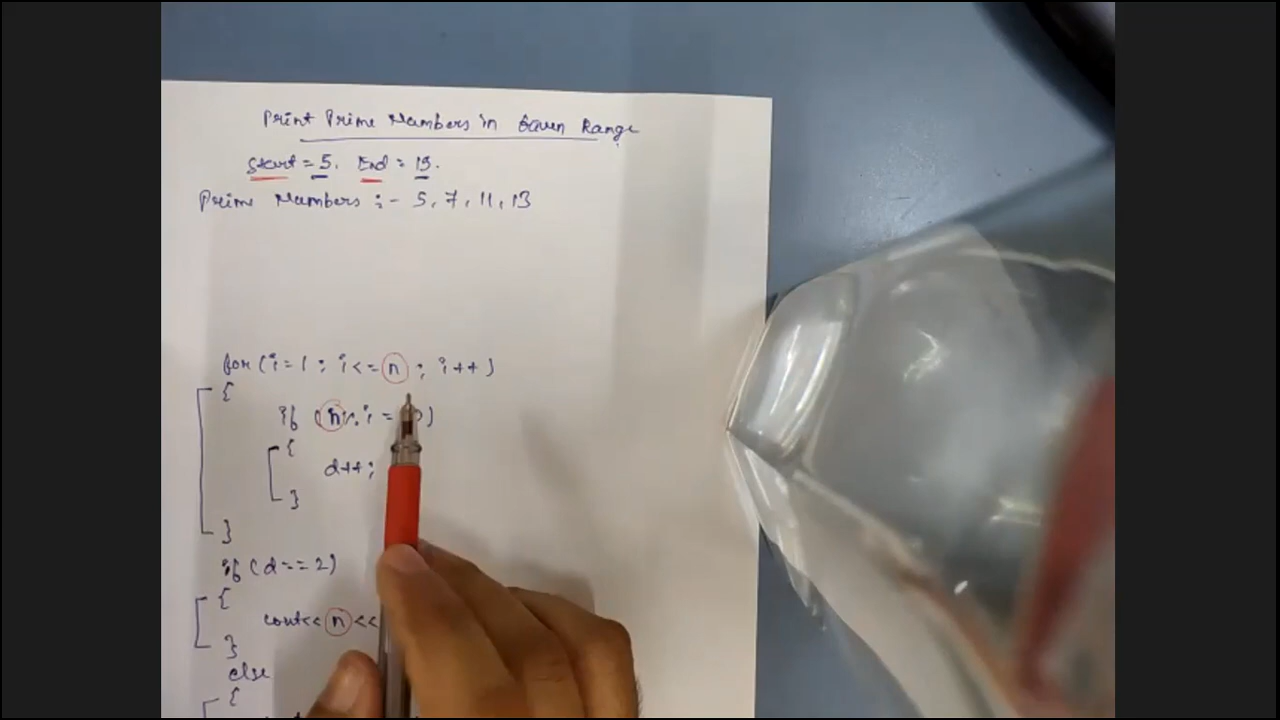 Print Prime Numbers in Given Range
Start = 5, End = 13.
Prime Numbers :- 5, 7, 11, 13
for (i=1 ; i<=n ; i++)
{
if (n%i =
{
d++;
}
}
if (d==2)
{
cout<< n <<
}
else
{